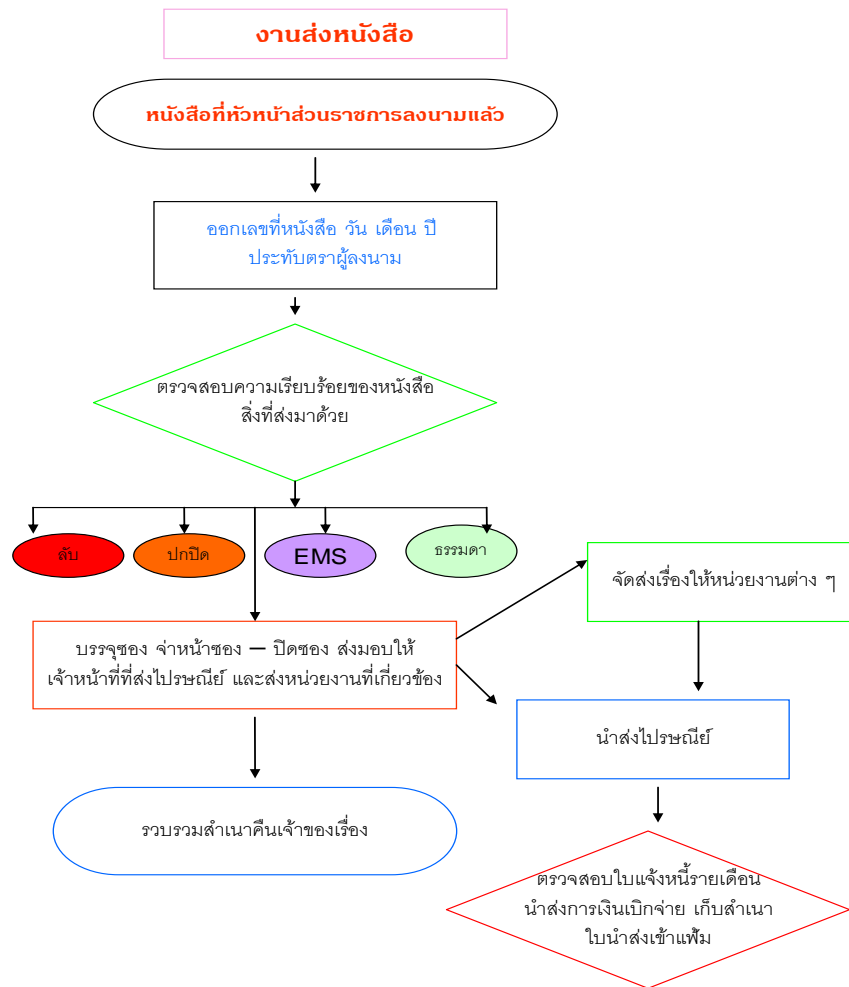 งานส่งหนังสือ
หนังสือที่หัวหน้าส่วนราชการลงนามแล้ว
ออกเลขที่หนังสือ วัน เดือน ปี
ประทับตราผู้ลงนาม
ตรวจสอบความเรียบร้อยของหนังสือ
สิ่งที่ส่งมาด้วย
ลับ
ปกปิด
EMS
ธรรมดา
จัดส่งเรื่องให้หน่วยงานต่าง ๆ
บรรจุซอง จ่าหน้าซอง – ปิดซอง ส่งมอบให้
เจ้าหน้าที่ที่ส่งไปรษณีย์ และส่งหน่วยงานที่เกี่ยวข้อง
นำส่งไปรษณีย์
รวบรวมสำเนาคืนเจ้าของเรื่อง
ตรวจสอบใบแจ้งหนี้รายเดือน
นำส่งการเงินเบิกจ่าย เก็บสำเนา
ใบนำส่งเข้าแฟ้ม